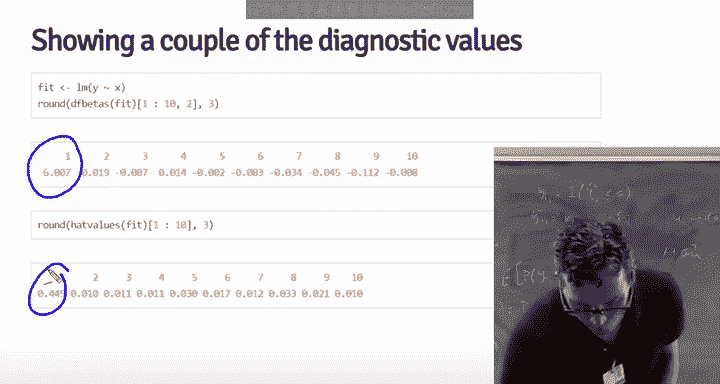 Showing a couple of the diagnostic values
fit <- lm(y ~ x)
round(dfbetas(fit)[1 : 10, 2], 3)
1 2 3 4 5 6 7 8 9 10
6.007 0.019 -0.007 0.014 -0.002 -0.003 -0.034 -0.045 -0.112 -0.008
round(hatvalues(fit)[1 : 10], 3)
2 3 4 5 6 7 8 9 10
0.445 0.010 0.011 0.011 0.030 0.017 0.012 0.033 0.021 0.010